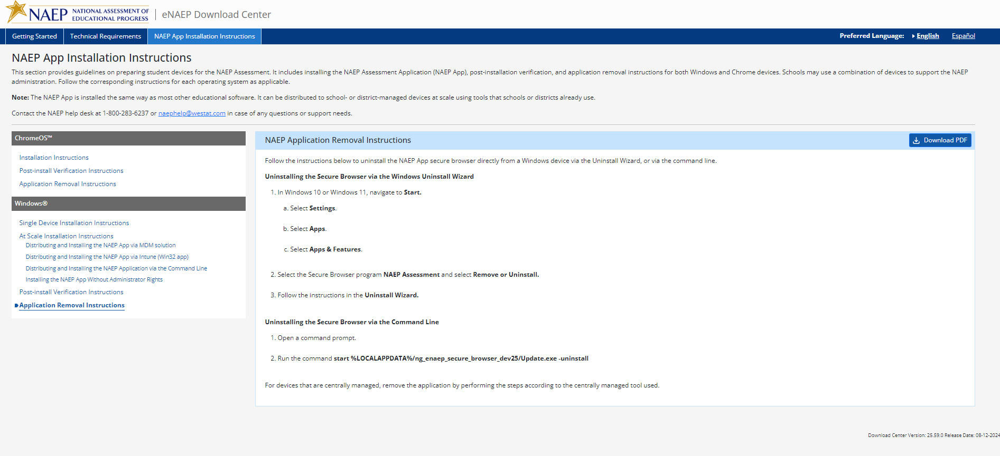 NAEP NATIONAL ASSESSMENT OF
EDUCATIONAL PROGRESS
eNAEP Download Center
Getting Started
Technical Requirements
NAEP App Installation Instructions
Preferred Language:
English
Español
NAEP App Installation Instructions
This section provides guidelines on preparing student devices for the NAEP Assessment. It includes installing the NAEP Assessment Application (NAEP App), post-installation verification, and application removal instructions for both Windows and Chrome devices. Schools may use a combination of devices to support the NAEP
administration. Follow the corresponding instructions for each operating system as applicable.
Note: The NAEP App is installed the same way as most other educational software. It can be distributed to school- or district-managed devices at scale using tools that schools or districts already use.
Contact the NAEP help desk at 1-800-283-6237 or naephelp@westat.com in case of any questions or support needs.
ChromeOS™
Installation Instructions
Post-install Verification Instructions
Application Removal Instructions
Windows®
Single Device Installation Instructions
At Scale Installation Instructions
Distributing and Installing the NAEP App via MDM solution
Distributing and Installing the NAEP App via Intune (Win32 app)
Distributing and Installing the NAEP Application via the Command Line
Installing the NAEP App Without Administrator Rights
Post-install Verification Instructions
Application Removal Instructions
NAEP Application Removal Instructions
Download PDF
Follow the instructions below to uninstall the NAEP App secure browser directly from a Windows device via the Uninstall Wizard, or via the command line.
Uninstalling the Secure Browser via the Windows Uninstall Wizard
1. In Windows 10 or Windows 11, navigate to Start.
a. Select Settings.
b. Select Apps.
c. Select Apps & Features.
2. Select the Secure Browser program NAEP Assessment and select Remove or Uninstall.
3. Follow the instructions in the Uninstall Wizard.
Uninstalling the Secure Browser via the Command Line
1. Open a command prompt.
2. Run the command start %LOCALAPPDATA%/ng_enaep_secure_browser_dev25/Update.exe -uninstall
For devices that are centrally managed, remove the application by performing the steps according to the centrally managed tool used.
Download Center Version: 25.59.0 Release Date: 08-12-2024